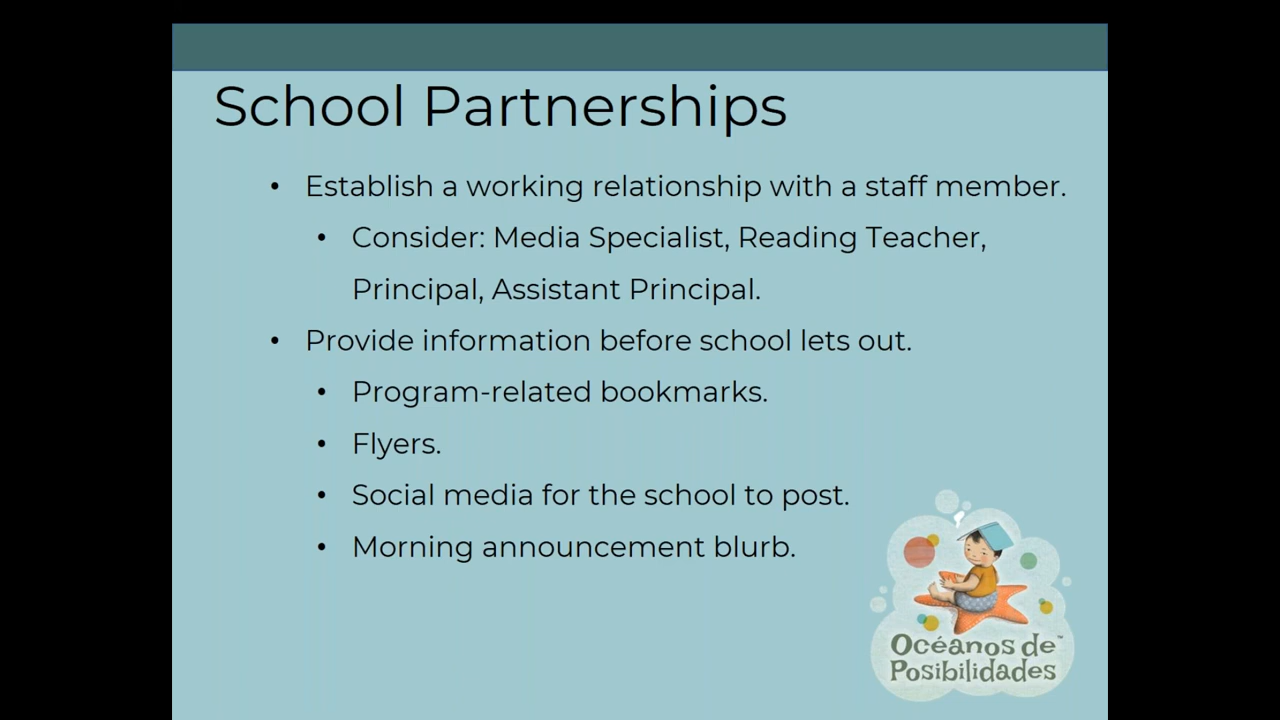 School Partnerships
• Establish a working relationship with a staff member.
• Consider: Media Specialist, Reading Teacher,
Principal, Assistant Principal.
• Provide information before school lets out.
• Program-related bookmarks.
• Flyers.
• Social media for the school to post.
• Morning announcement blurb.
Océanos de™
Posibilidades